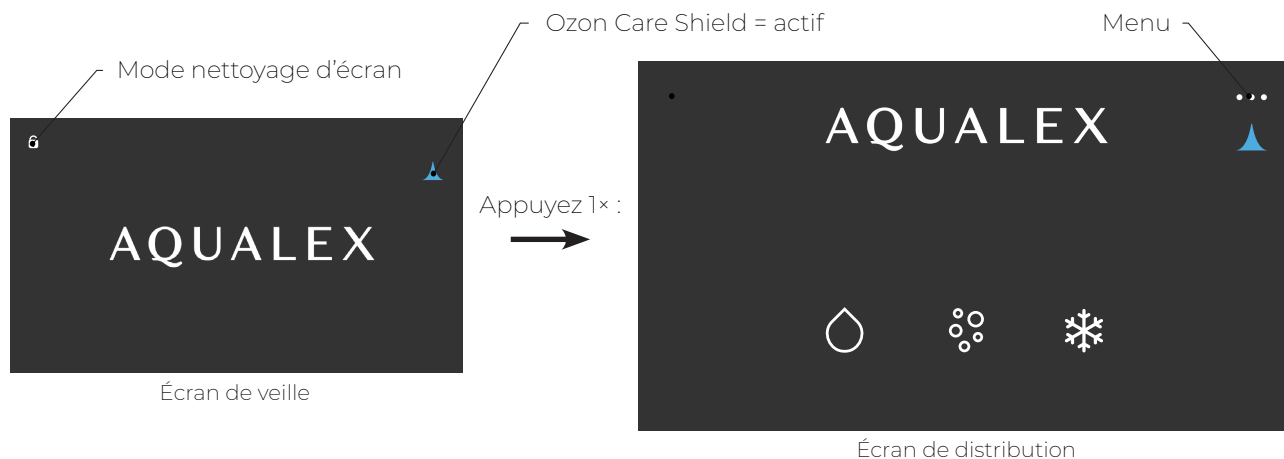 Ozon Care Shield = actif
Menu
Mode nettoyage d’écran
AQUALEX
Appuyez 1× :
AQUALEX
Écran de veille
Écran de distribution